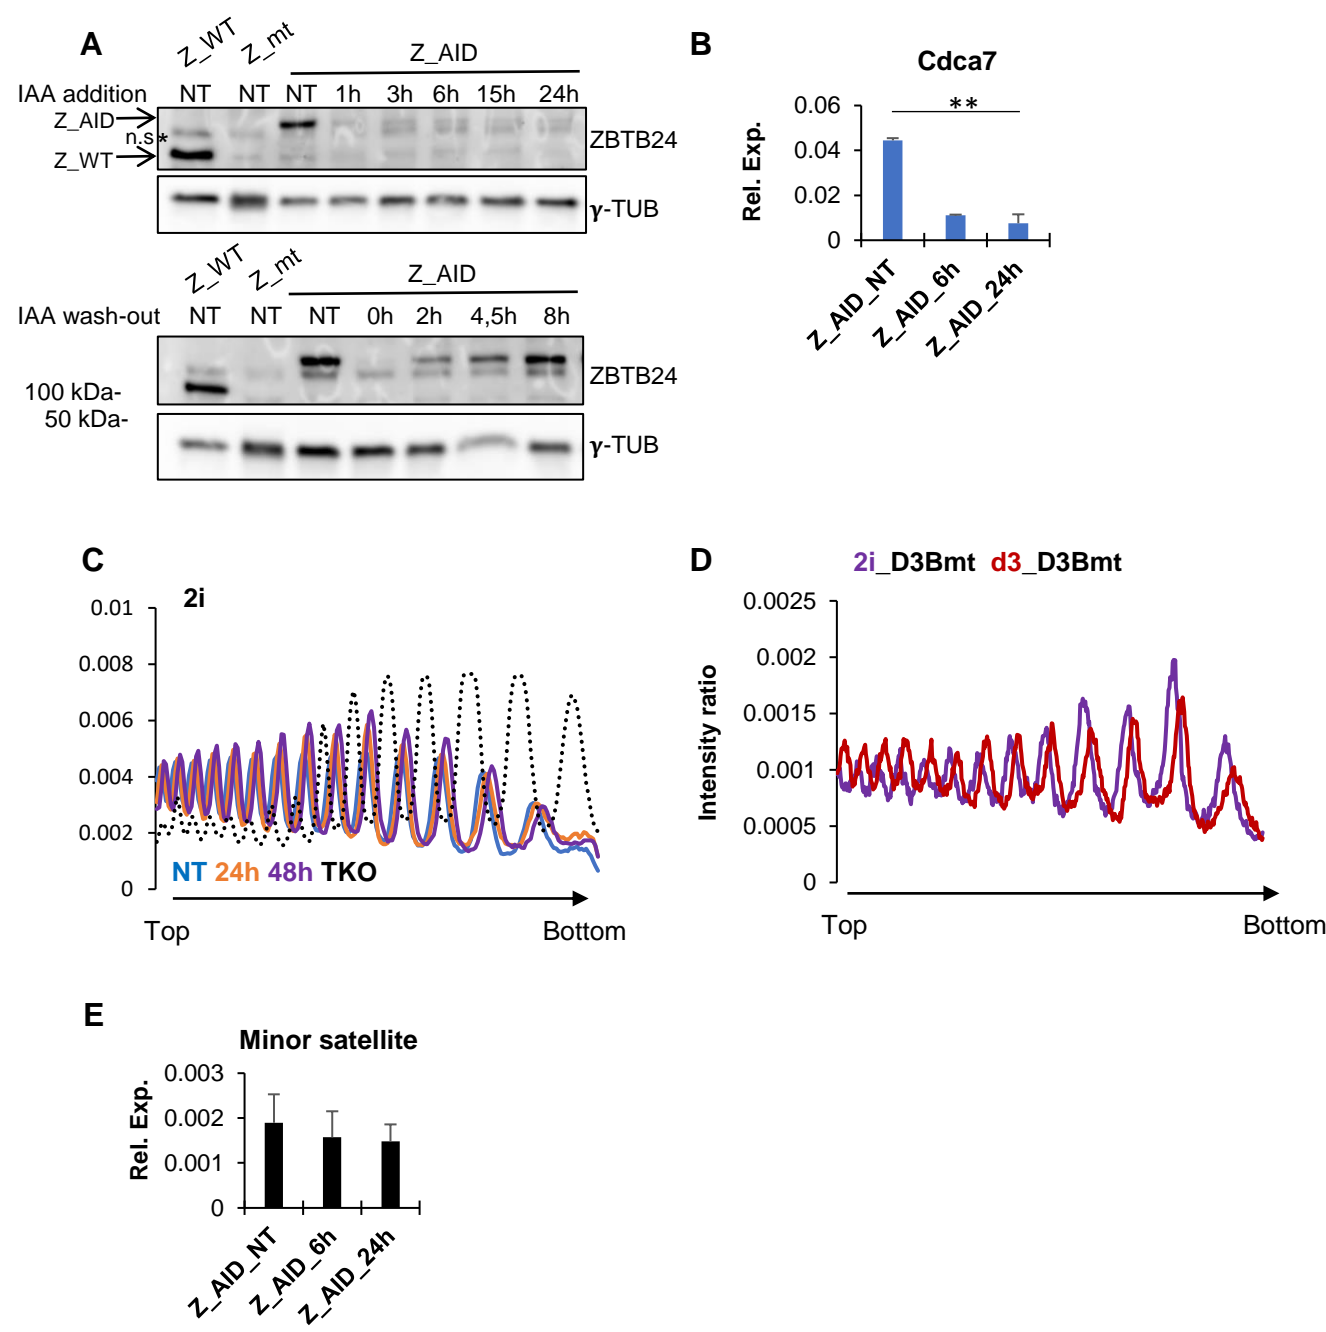 A
Z_WT Z_mt Z_AID
IAA addition NT NT NT 1h 3h 6h 15h 24h
Z_AID
n.s*
Z_WT
ZBTB24
γ-TUB
Z_WT Z_mt Z_AID
IAA wash-out NT NT NT 0h 2h 4,5h 8h
ZBTB24
100 kDa-
50 kDa-
γ-TUB
B
Cdca7
**
Rel. Exp.
0.06
0.04
0.02
0
Z_AID_NT
Z_AID_6h
Z_AID_24h
C
2i
0.01
0.008
0.006
0.004
0.002
0
NT 24h 48h TKO
Top Bottom
D
2i_D3Bmt d3_D3Bmt
Intensity ratio
0.0025
0.002
0.0015
0.001
0.0005
0
Top Bottom
E
Minor satellite
Rel. Exp.
0.003
0.002
0.001
0
Z_AID_NT
Z_AID_6h
Z_AID_24h